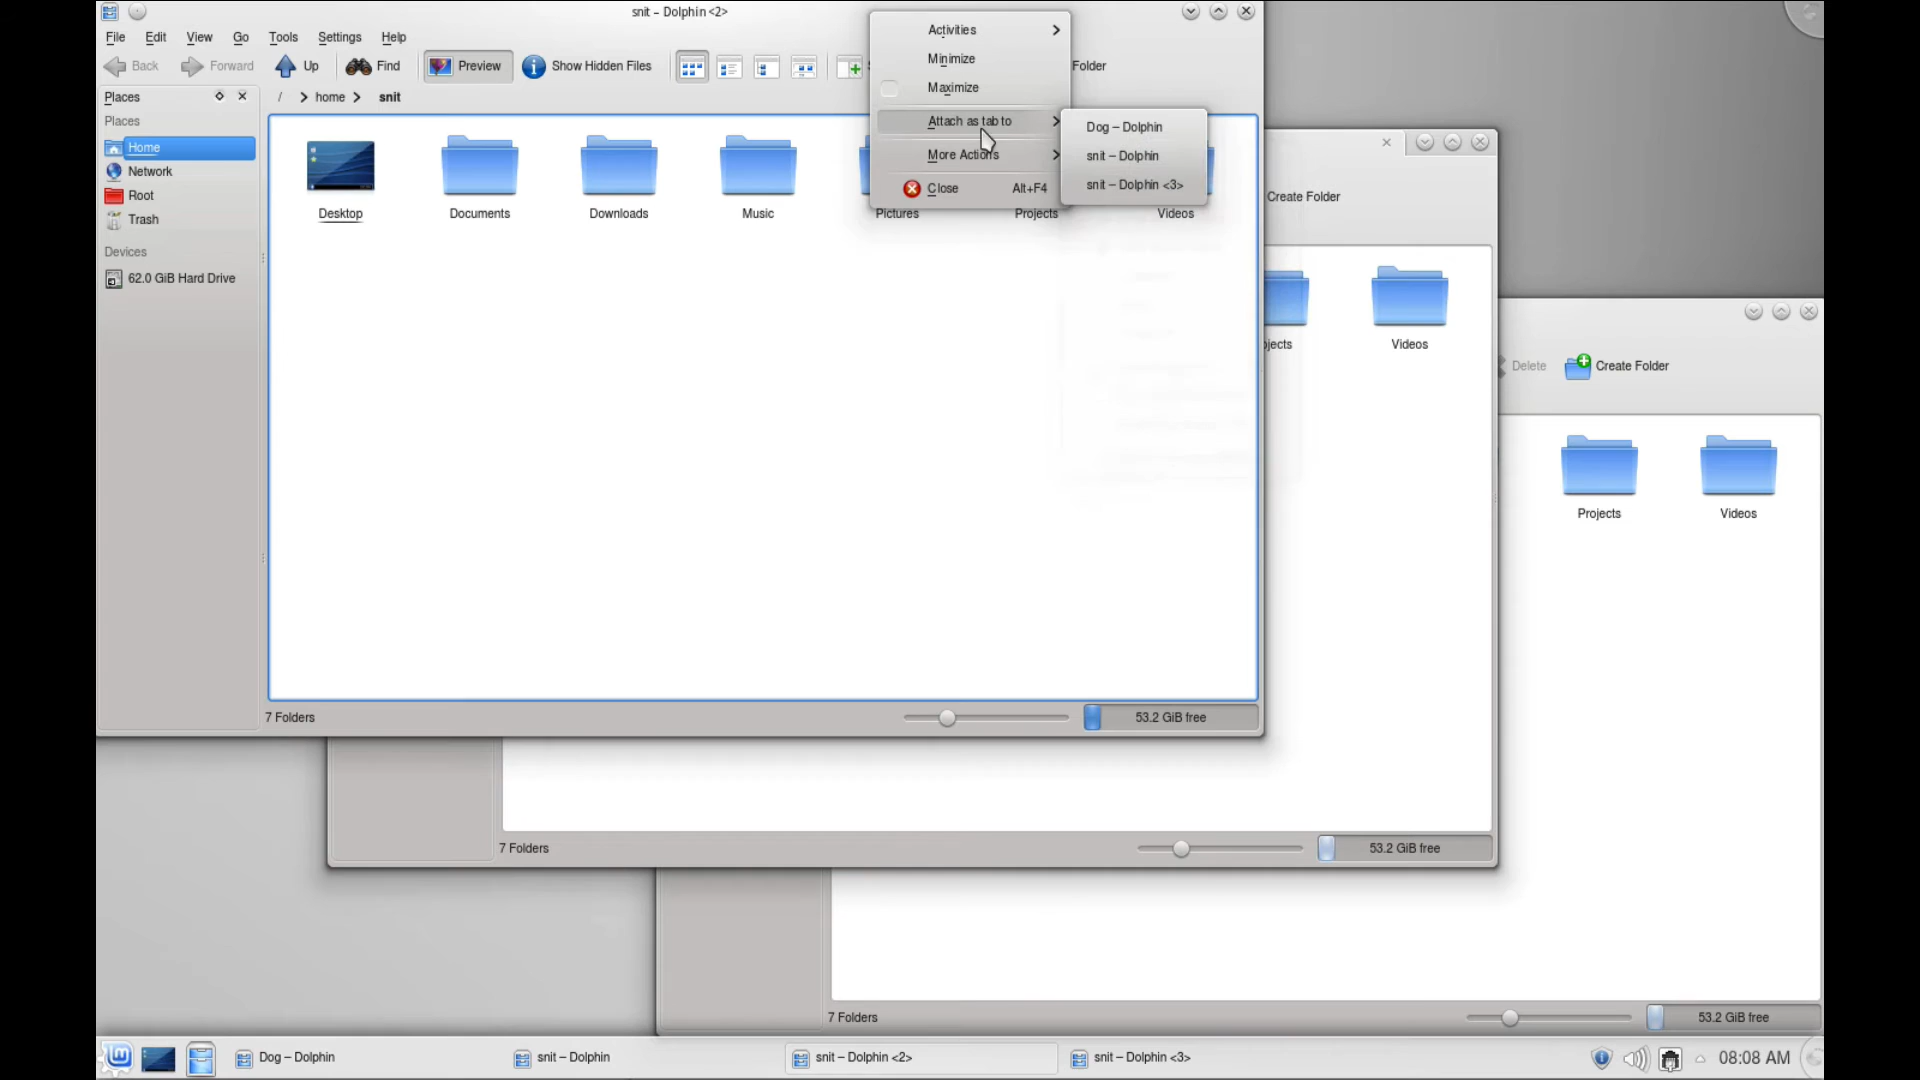 snit – Dolphin <2>
File Edit View Go Tools Settings Help
Back Forward Up Find Preview Show Hidden Files Folder
Places
/ > home > snit
Places
Home
Network
Root
Trash
Devices
62.0 GiB Hard Drive
Desktop Documents Downloads Music Pictures Projects Videos
Activities
Minimize
Maximize
Attach as tab to
More Actions
Close Alt+F4
Dog – Dolphin
snit – Dolphin
snit – Dolphin <3>
7 Folders 53.2 GiB free
Create Folder
jects Videos
7 Folders 53.2 GiB free
Delete Create Folder
Projects Videos
7 Folders 53.2 GiB free
Dog – Dolphin snit – Dolphin snit – Dolphin <2> snit – Dolphin <3> 08:08 AM